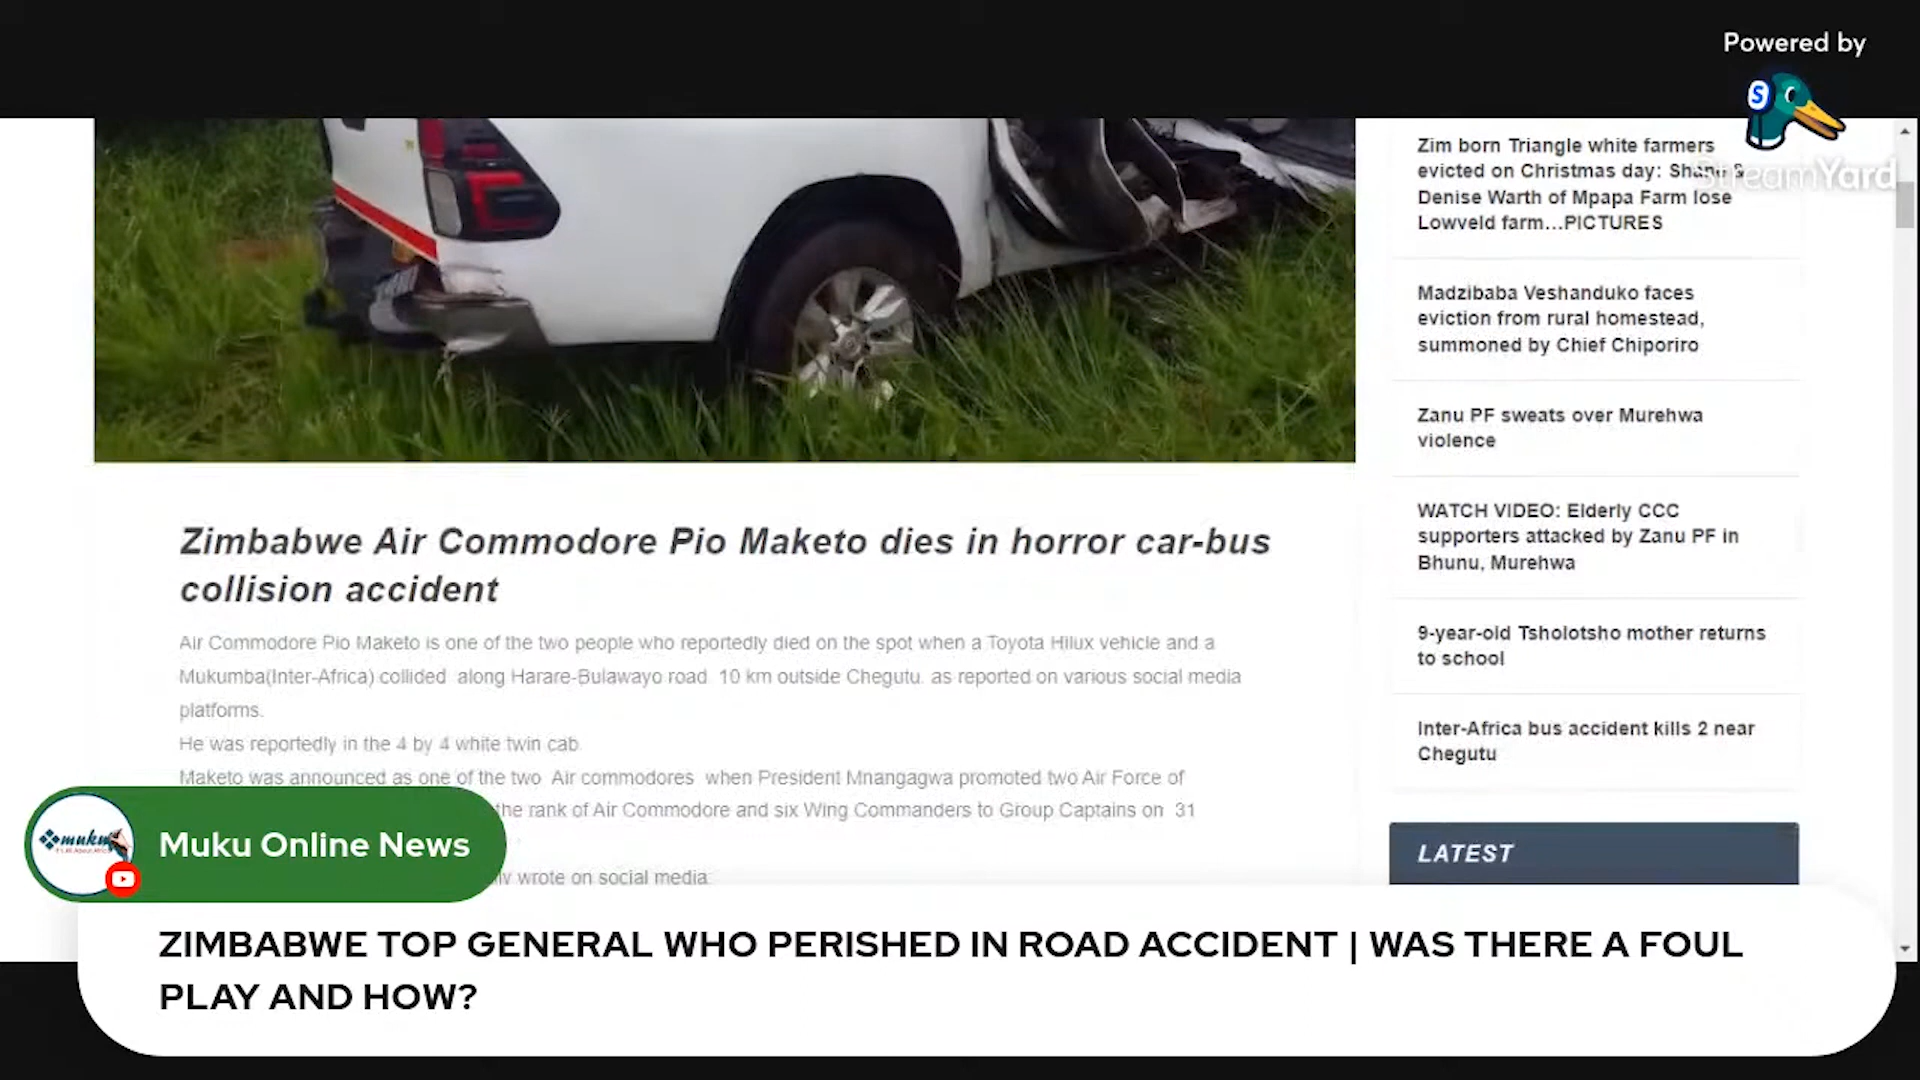 Powered by
StreamYard
Zim born Triangle white farmers
evicted on Christmas day: Shane &
Denise Warth of Mpapa Farm lose
Lowveld farm...PICTURES
Madzibaba Veshanduko faces
eviction from rural homestead,
summoned by Chief Chiporiro
Zanu PF sweats over Murehwa
violence
WATCH VIDEO: Elderly CCC
supporters attacked by Zanu PF in
Bhunu, Murehwa
9-year-old Tsholotsho mother returns
to school
Inter-Africa bus accident kills 2 near
Chegutu
LATEST
Zimbabwe Air Commodore Pio Maketo dies in horror car-bus
collision accident
Air Commodore Pio Maketo is one of the two people who reportedly died on the spot when a Toyota Hilux vehicle and a
Mukumba(Inter-Africa) collided along Harare-Bulawayo road 10 km outside Chegutu. as reported on various social media
platforms.
He was reportedly in the 4 by 4 white twin cab
Maketo was announced as one of the two Air commodores when President Mnangagwa promoted two Air Force of
the rank of Air Commodore and six Wing Commanders to Group Captains on 31
wrote on social media
muku
Muku Online News
ZIMBABWE TOP GENERAL WHO PERISHED IN ROAD ACCIDENT | WAS THERE A FOUL
PLAY AND HOW?